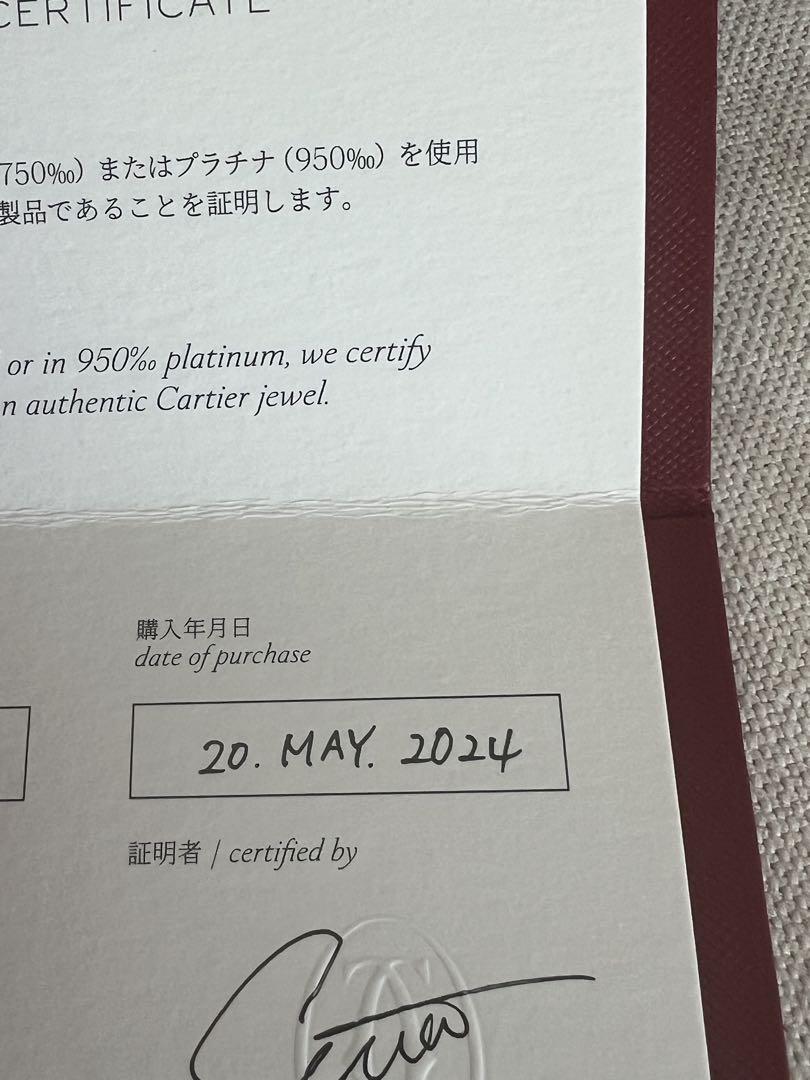 CERTIFICATE
750‰) またはプラチナ (950‰) を使用
製品であることを証明します。
or in 950‰ platinum, we certify
n authentic Cartier jewel.
購入年月日
date of purchase
20. MAY. 2024
証明者 / certified by